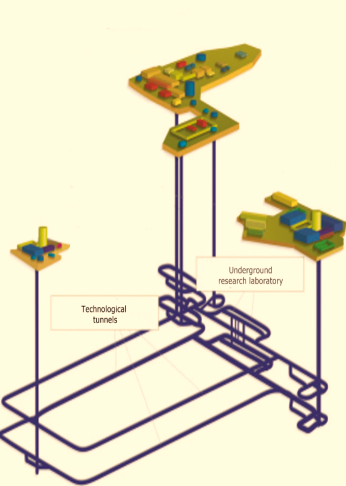 Underground
research laboratory
Technological
tunnels